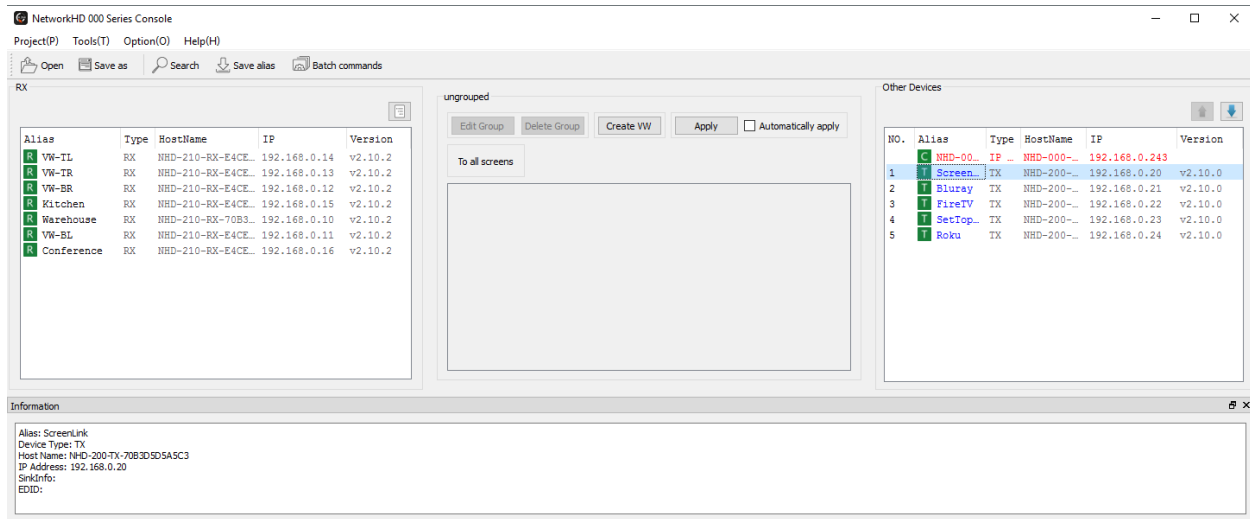 NetworkHD 000 Series Console
Project(P) Tools(T) Option(O) Help(H)
Open Save as Search Save alias Batch commands
RX
Alias Type HostName IP Version
R VW-TL RX NHD-210-RX-E4CE… 192.168.0.14 v2.10.2
R VW-TR RX NHD-210-RX-E4CE… 192.168.0.13 v2.10.2
R VW-BR RX NHD-210-RX-E4CE… 192.168.0.12 v2.10.2
R Kitchen RX NHD-210-RX-E4CE… 192.168.0.15 v2.10.2
R Warehouse RX NHD-210-RX-70B3… 192.168.0.10 v2.10.2
R VW-BL RX NHD-210-RX-E4CE… 192.168.0.11 v2.10.2
R Conference RX NHD-210-RX-E4CE… 192.168.0.16 v2.10.2
ungrouped
Edit Group Delete Group Create VW Apply Automatically apply
To all screens
Other Devices
NO. Alias Type HostName IP Version
C NHD-00… IP … NHD-000-… 192.168.0.243
1 T Screen… TX NHD-200-… 192.168.0.20 v2.10.0
2 T Bluray TX NHD-200-… 192.168.0.21 v2.10.0
3 T FireTV TX NHD-200-… 192.168.0.22 v2.10.0
4 T SetTop… TX NHD-200-… 192.168.0.23 v2.10.0
5 T Roku TX NHD-200-… 192.168.0.24 v2.10.0
Information
Alias: ScreenLink
Device Type: TX
Host Name: NHD-200-TX-70B3D5D5A5C3
IP Address: 192.168.0.20
SinkInfo:
EDID: